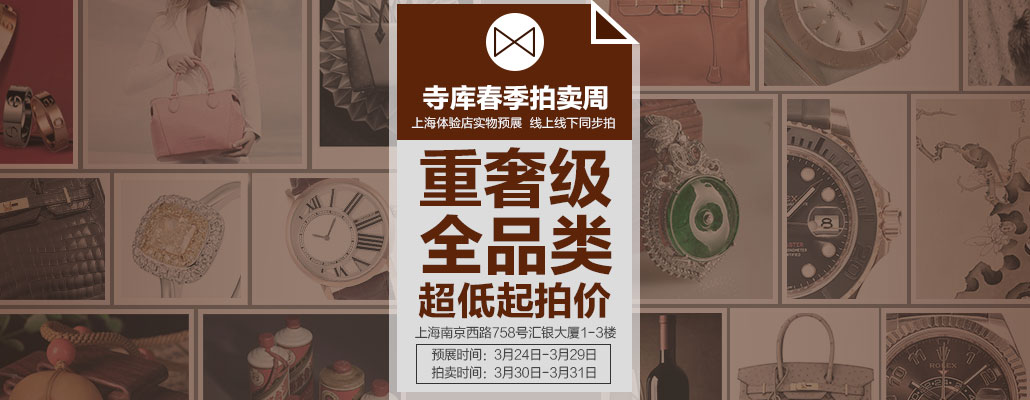 寺库春季拍卖周
上海体验店实物预展 线上线下同步拍
重奢级
全品类
超低起拍价
上海南京西路758号汇银大厦1-3楼
预展时间：3月24日-3月29日
拍卖时间：3月30日-3月31日
ROLEX